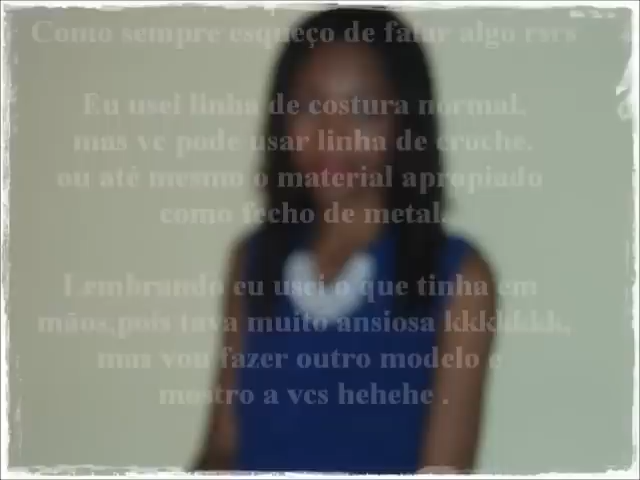 Como sempre esqueço de falar algo rsrs
Eu usei linha de costura normal.
mas vc pode usar linha de croche.
ou até mesmo o material apropiado
como fecho de metal.
Lembrando eu usei o que tinha em
mãos,pois tava muito ansiosa kkkkkkk,
mas vou fazer outro modelo e
mostro a vcs hehehe .